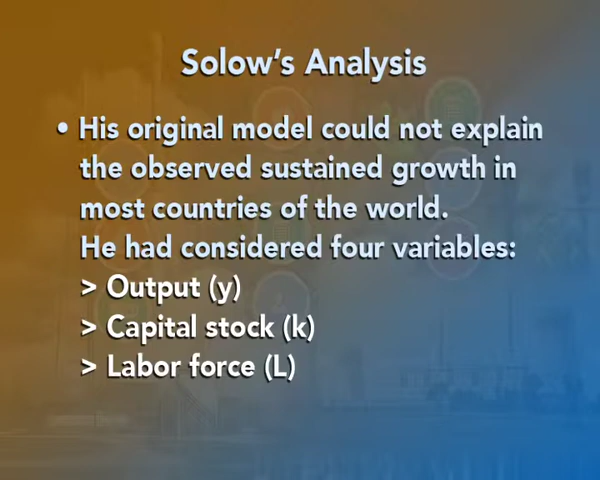 Solow's Analysis
• His original model could not explain
the observed sustained growth in
most countries of the world.
He had considered four variables:
> Output (y)
> Capital stock (k)
> Labor force (L)